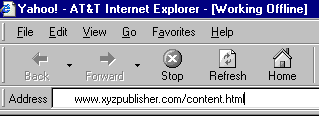 Yahoo! - AT&T Internet Explorer - [Working Offline]
File Edit View Go Favorites Help
Back Forward Stop Refresh Home
Address www.xyzpublisher.com/content.html